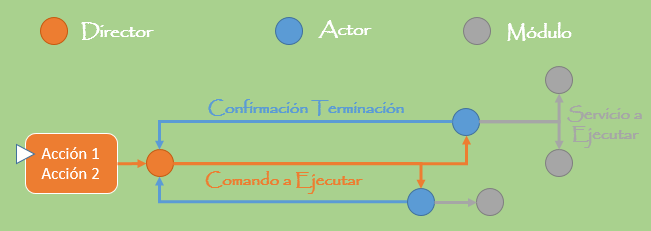 Director
Actor
Módulo
Confirmación Terminación
Servicio a
Ejecutar
Acción 1
Acción 2
Comando a Ejecutar